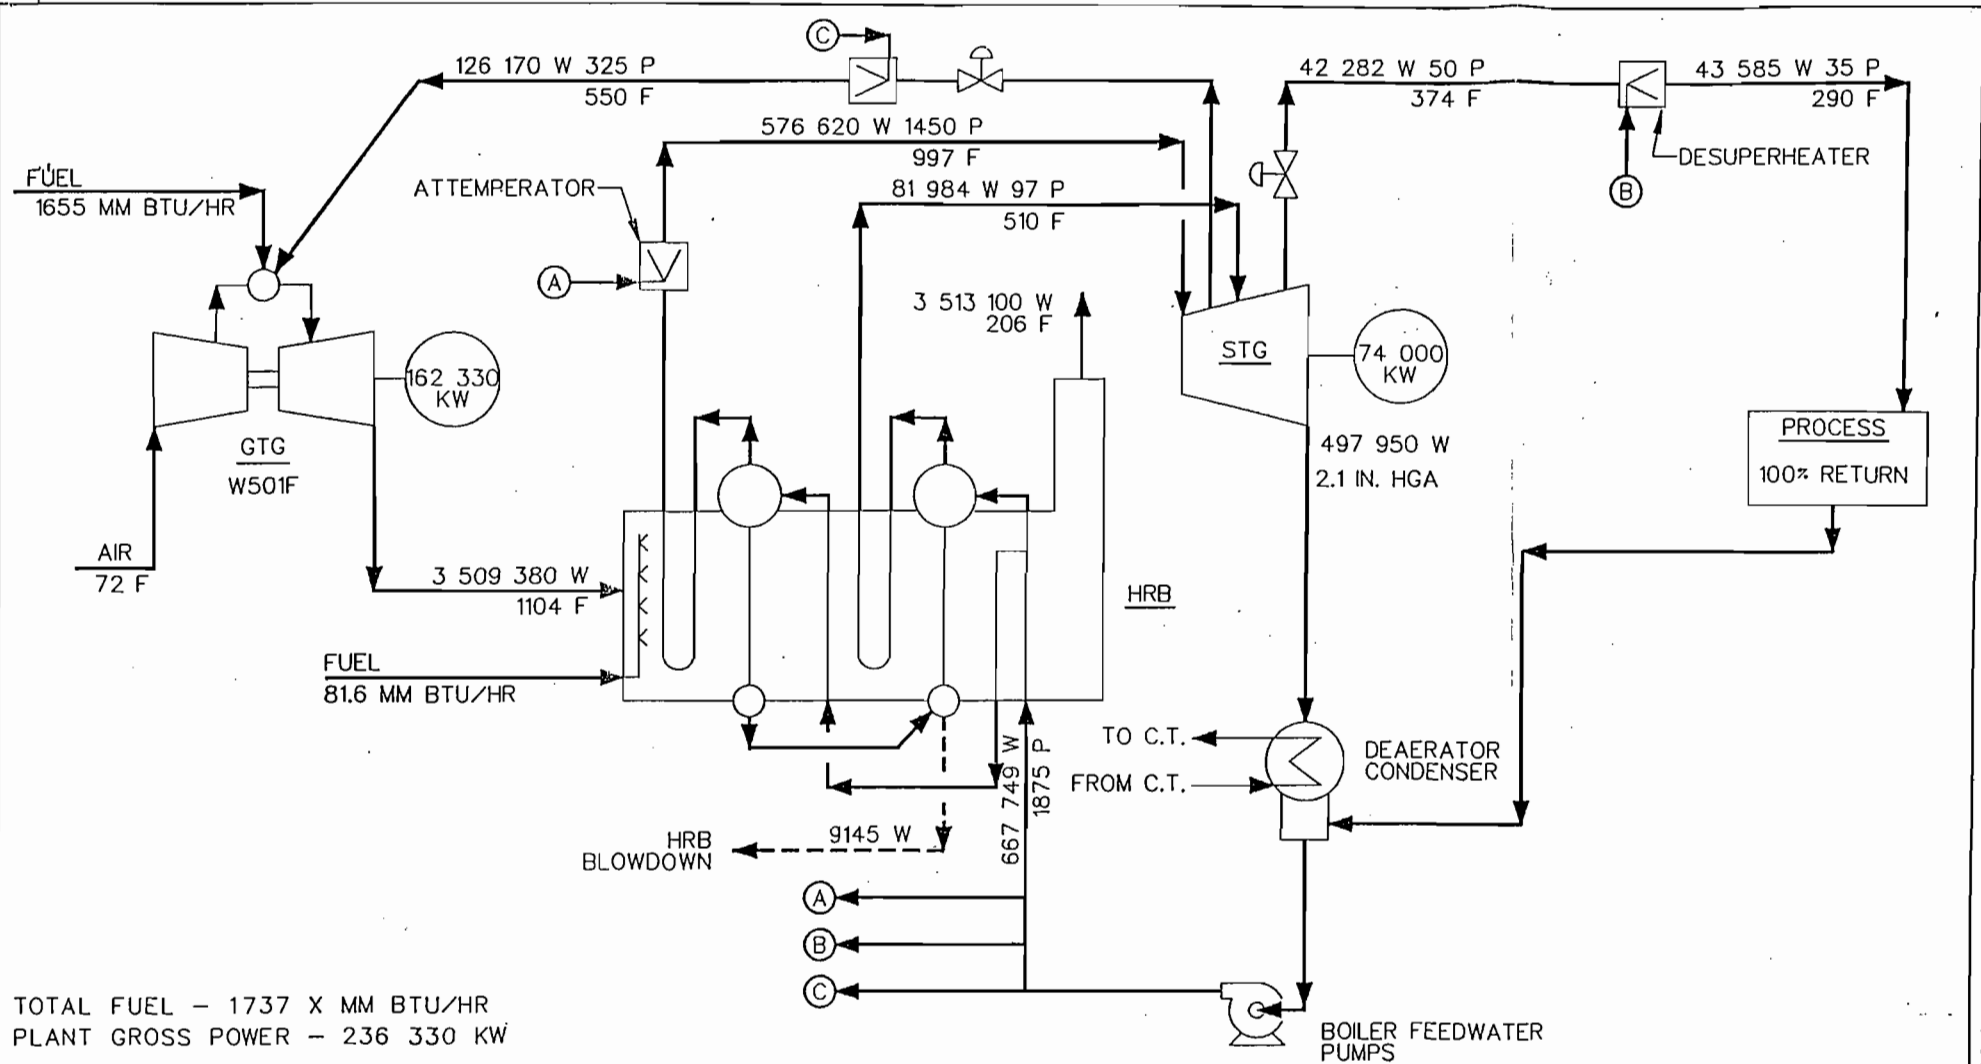 C
126 170 W 325 P
550 F
42 282 W 50 P
374 F
43 585 W 35 P
290 F
576 620 W 1450 P
997 F
DESUPERHEATER
B
FUEL
1655 MM BTU/HR
ATTEMPERATOR
81 984 W 97 P
510 F
A
3 513 100 W
206 F
STG
74 000
KW
162 330
KW
GTG
W501F
497 950 W
2.1 IN. HGA
PROCESS
100% RETURN
AIR
72 F
3 509 380 W
1104 F
HRB
FUEL
81.6 MM BTU/HR
TO C.T.
FROM C.T.
DEAERATOR
CONDENSER
667 749 W
1875 P
HRB
BLOWDOWN
9145 W
A
B
C
TOTAL FUEL - 1737 X MM BTU/HR
PLANT GROSS POWER - 236 330 KW
BOILER FEEDWATER
PUMPS